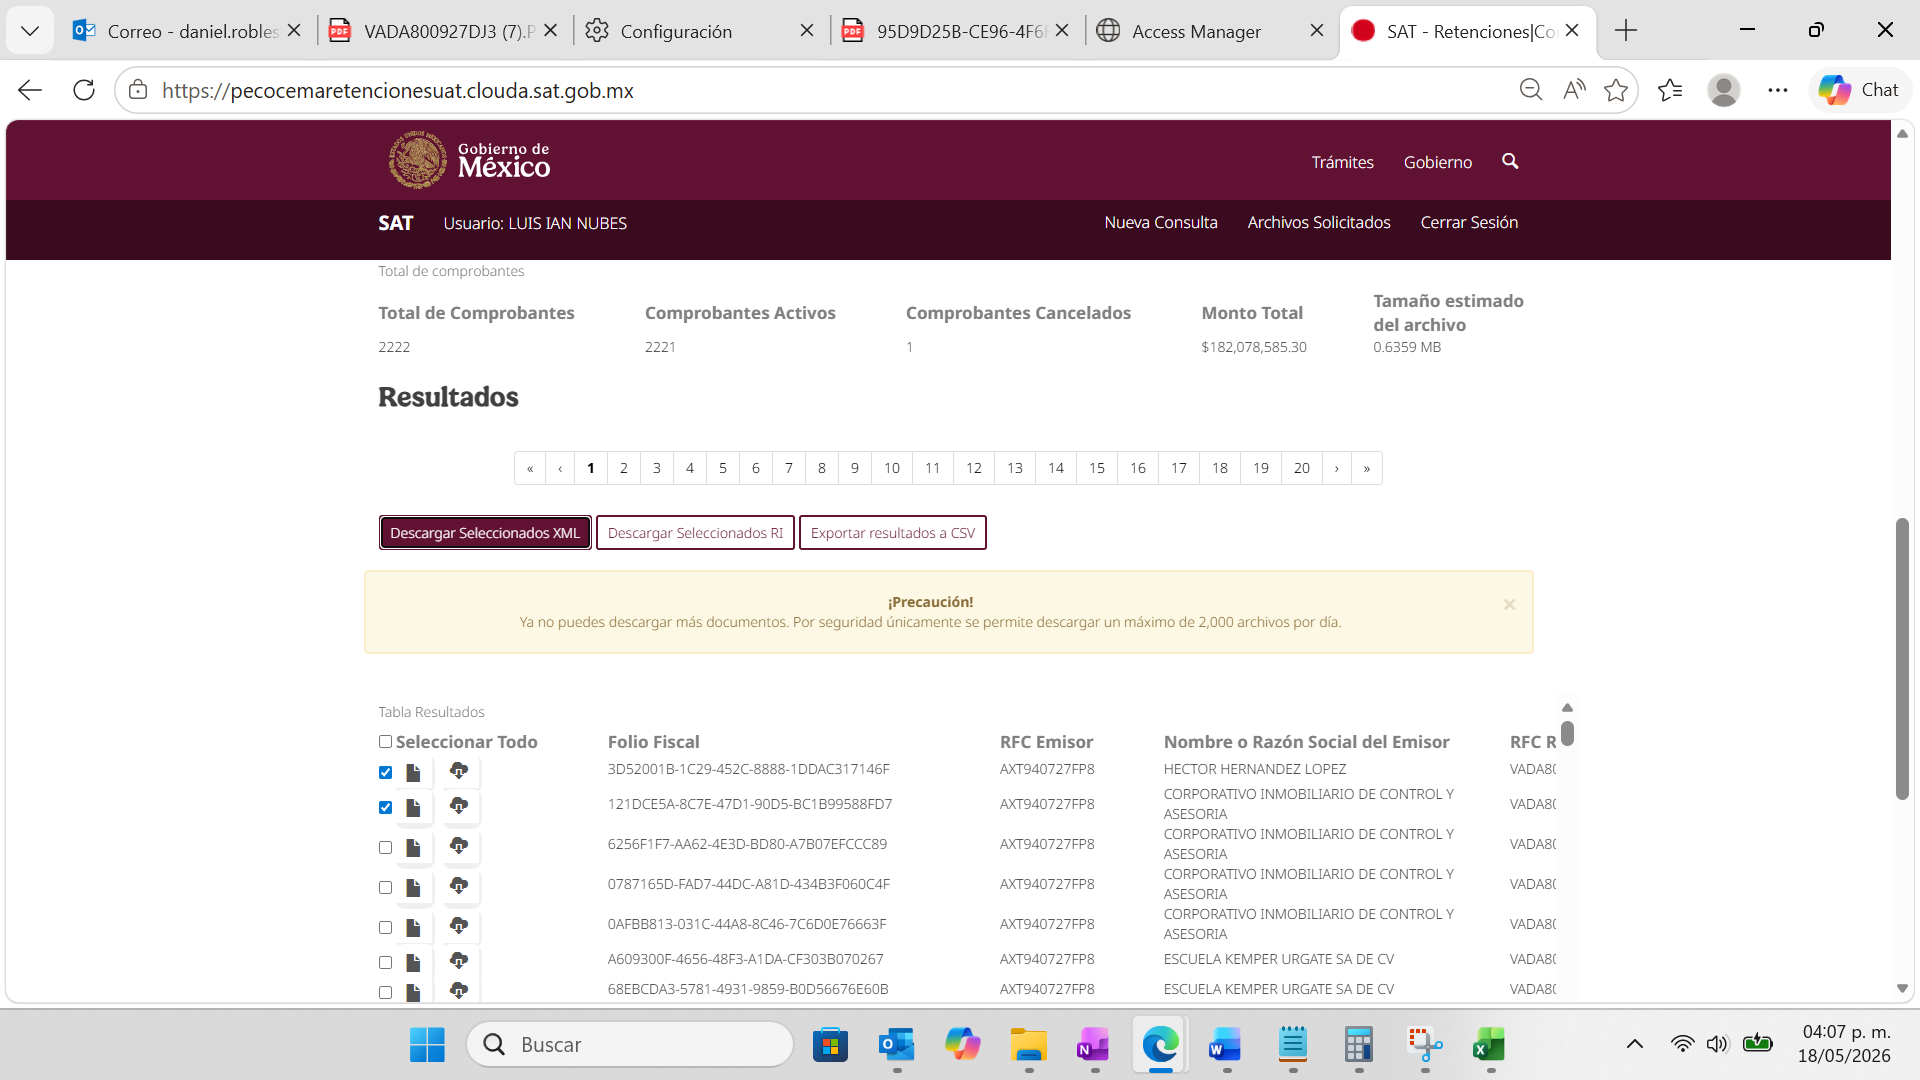 Correo - daniel.robles
VADA800927DJ3 (7).P
Configuración
95D9D25B-CE96-4F6
Access Manager
SAT - Retenciones|Co
https://pecocemaretencionesuat.clouda.sat.gob.mx
Chat
Gobierno de
México
Trámites
Gobierno
SAT
Usuario: LUIS IAN NUBES
Nueva Consulta
Archivos Solicitados
Cerrar Sesión
Total de comprobantes
Total de Comprobantes
Comprobantes Activos
Comprobantes Cancelados
Monto Total
Tamaño estimado
del archivo
2222
2221
1
$182,078,585.30
0.6359 MB
Resultados
« ‹ 1 2 3 4 5 6 7 8 9 10 11 12 13 14 15 16 17 18 19 20 › »
Descargar Seleccionados XML
Descargar Seleccionados RI
Exportar resultados a CSV
¡Precaución!
Ya no puedes descargar más documentos. Por seguridad únicamente se permite descargar un máximo de 2,000 archivos por día.
×
Tabla Resultados
Seleccionar Todo Folio Fiscal RFC Emisor Nombre o Razón Social del Emisor RFC R
3D52001B-1C29-452C-8888-1DDAC317146F AXT940727FP8 HECTOR HERNANDEZ LOPEZ VADA80
121DCE5A-8C7E-47D1-90D5-BC1B99588FD7 AXT940727FP8 CORPORATIVO INMOBILIARIO DE CONTROL Y VADA80
ASESORIA
6256F1F7-AA62-4E3D-BD80-A7B07EFCCC89 AXT940727FP8 CORPORATIVO INMOBILIARIO DE CONTROL Y VADA80
ASESORIA
0787165D-FAD7-44DC-A81D-434B3F060C4F AXT940727FP8 CORPORATIVO INMOBILIARIO DE CONTROL Y VADA80
ASESORIA
0AFBB813-031C-44A8-8C46-7C6D0E76663F AXT940727FP8 CORPORATIVO INMOBILIARIO DE CONTROL Y VADA80
ASESORIA
A609300F-4656-48F3-A1DA-CF303B070267 AXT940727FP8 ESCUELA KEMPER URGATE SA DE CV VADA80
68EBCDA3-5781-4931-9859-B0D56676E60B AXT940727FP8 ESCUELA KEMPER URGATE SA DE CV VADA80
Buscar
04:07 p. m.
18/05/2026